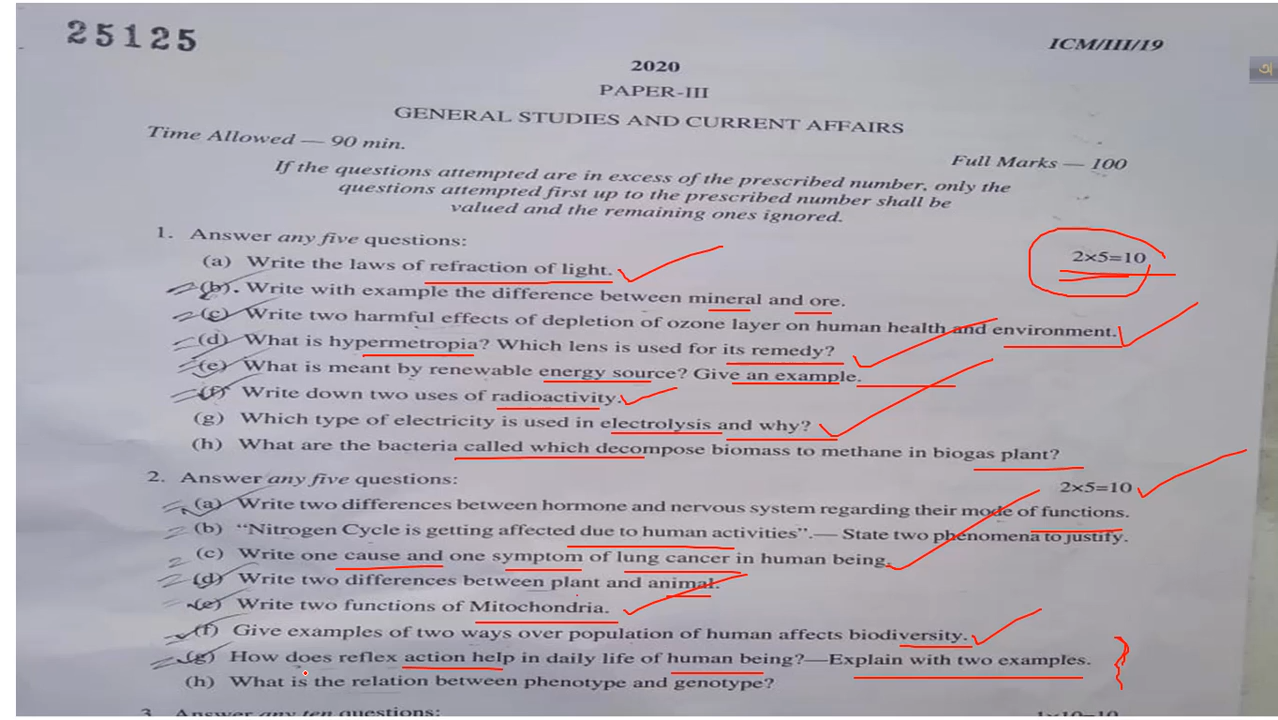 25125
ICM/III/19
2020
PAPER-III
GENERAL STUDIES AND CURRENT AFFAIRS
Time Allowed — 90 min.
Full Marks — 100
If the questions attempted are in excess of the prescribed number, only the
questions attempted first up to the prescribed number shall be
valued and the remaining ones ignored.
1. Answer any five questions:
2×5=10
(a) Write the laws of refraction of light.
(b). Write with example the difference between mineral and ore.
(c) Write two harmful effects of depletion of ozone layer on human health and environment.
(d) What is hypermetropia? Which lens is used for its remedy?
(e) What is meant by renewable energy source? Give an example.
(f) Write down two uses of radioactivity.
(g) Which type of electricity is used in electrolysis and why?
(h) What are the bacteria called which decompose biomass to methane in biogas plant?
2. Answer any five questions:
2×5=10
(a) Write two differences between hormone and nervous system regarding their mode of functions.
(b) “Nitrogen Cycle is getting affected due to human activities”.— State two phenomena to justify.
(c) Write one cause and one symptom of lung cancer in human being.
(d) Write two differences between plant and animal.
(e) Write two functions of Mitochondria.
(f) Give examples of two ways over population of human affects biodiversity.
(g) How does reflex action help in daily life of human being?—Explain with two examples.
(h) What is the relation between phenotype and genotype?
3. Answer any ten questions:
1×10=10
অ